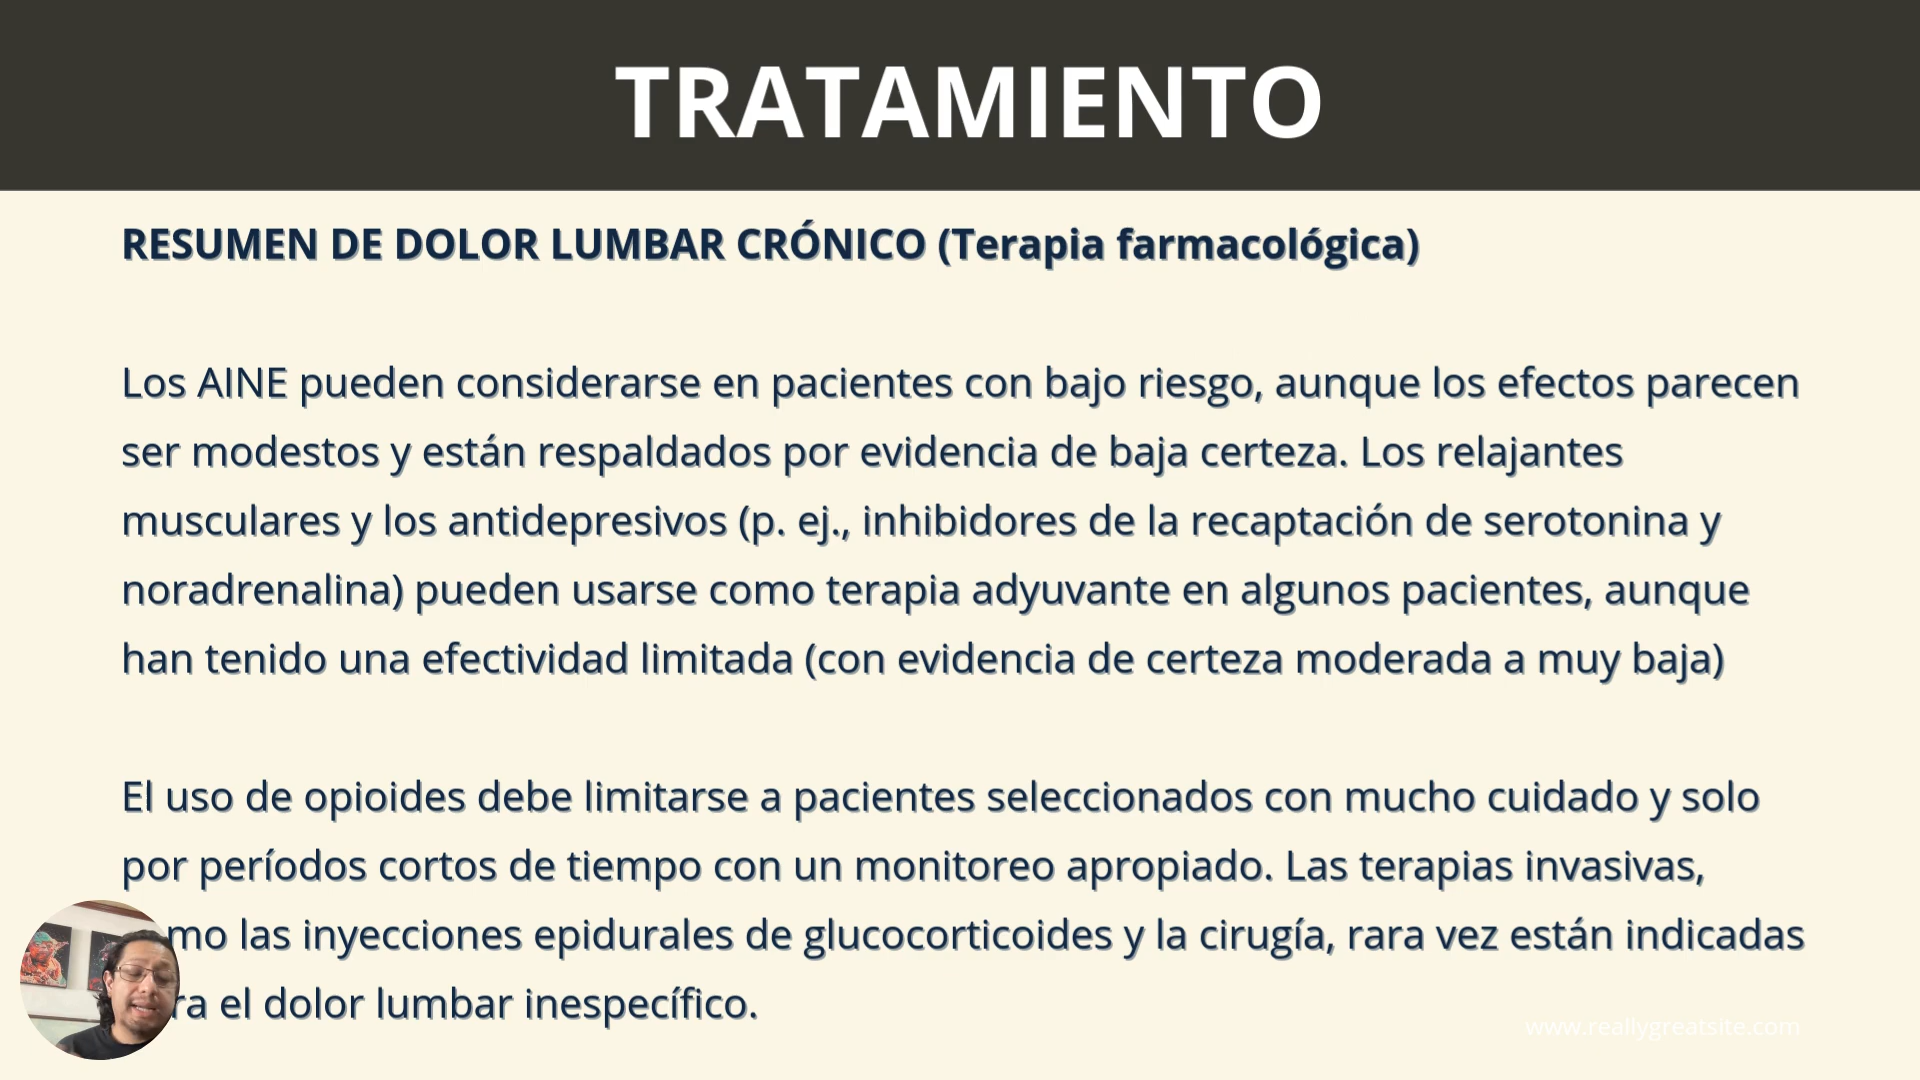 TRATAMIENTO
RESUMEN DE DOLOR LUMBAR CRÓNICO (Terapia farmacológica)
Los AINE pueden considerarse en pacientes con bajo riesgo, aunque los efectos parecen
ser modestos y están respaldados por evidencia de baja certeza. Los relajantes
musculares y los antidepresivos (p. ej., inhibidores de la recaptación de serotonina y
noradrenalina) pueden usarse como terapia adyuvante en algunos pacientes, aunque
han tenido una efectividad limitada (con evidencia de certeza moderada a muy baja)
El uso de opioides debe limitarse a pacientes seleccionados con mucho cuidado y solo
por períodos cortos de tiempo con un monitoreo apropiado. Las terapias invasivas,
las inyecciones epidurales de glucocorticoides y la cirugía, rara vez están indicadas
el dolor lumbar inespecífico.
www.reallygreatsite.com